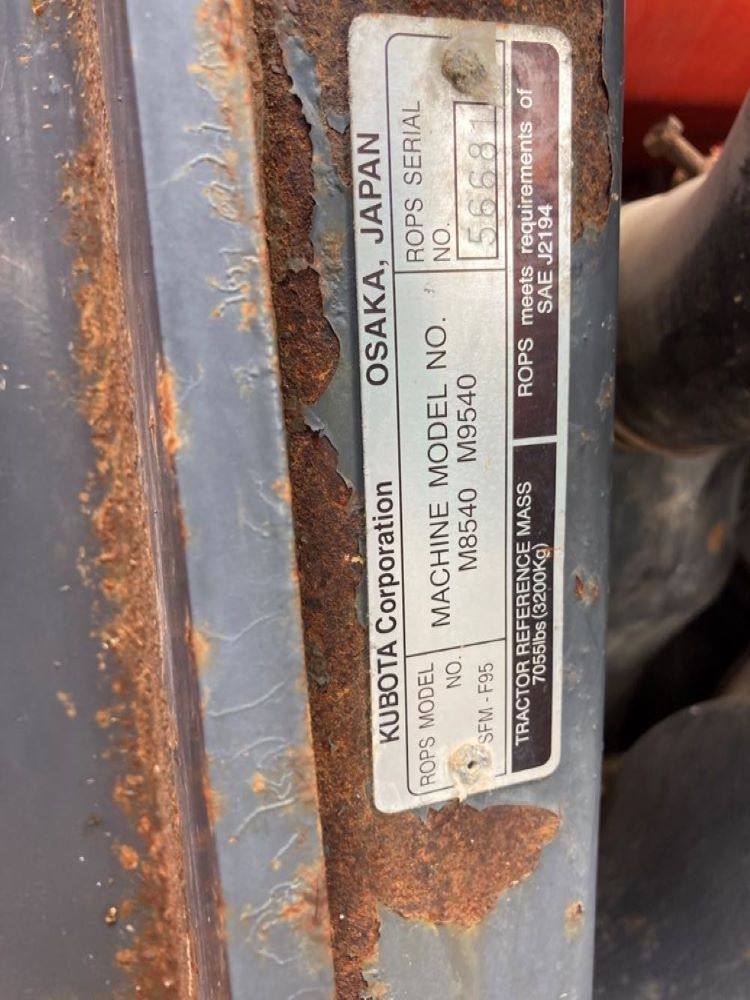 KUBOTA Corporation OSAKA, JAPAN
ROPS MODEL
NO.
SFM-F95
MACHINE MODEL NO.
M8540 M9540
ROPS SERIAL
NO. 56681
TRACTOR REFERENCE MASS
7055lbs (3200Kg)
ROPS meets requirements of
SAE J2194